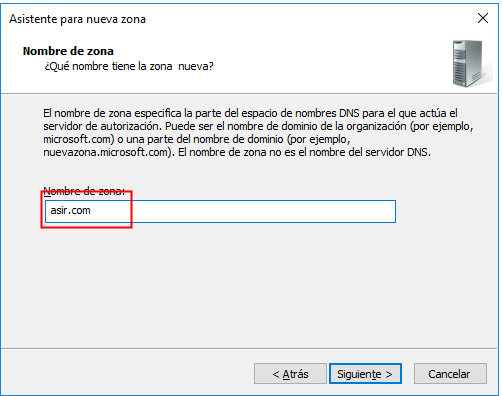 Asistente para nueva zona
Nombre de zona
¿Qué nombre tiene la zona nueva?
El nombre de zona especifica la parte del espacio de nombres DNS para el que actúa el
servidor de autorización. Puede ser el nombre de dominio de la organización (por ejemplo,
microsoft.com) o una parte del nombre de dominio (por ejemplo,
nuevazona.microsoft.com). El nombre de zona no es el nombre del servidor DNS.
Nombre de zona:
asir.com
< Atrás
Siguiente >
Cancelar